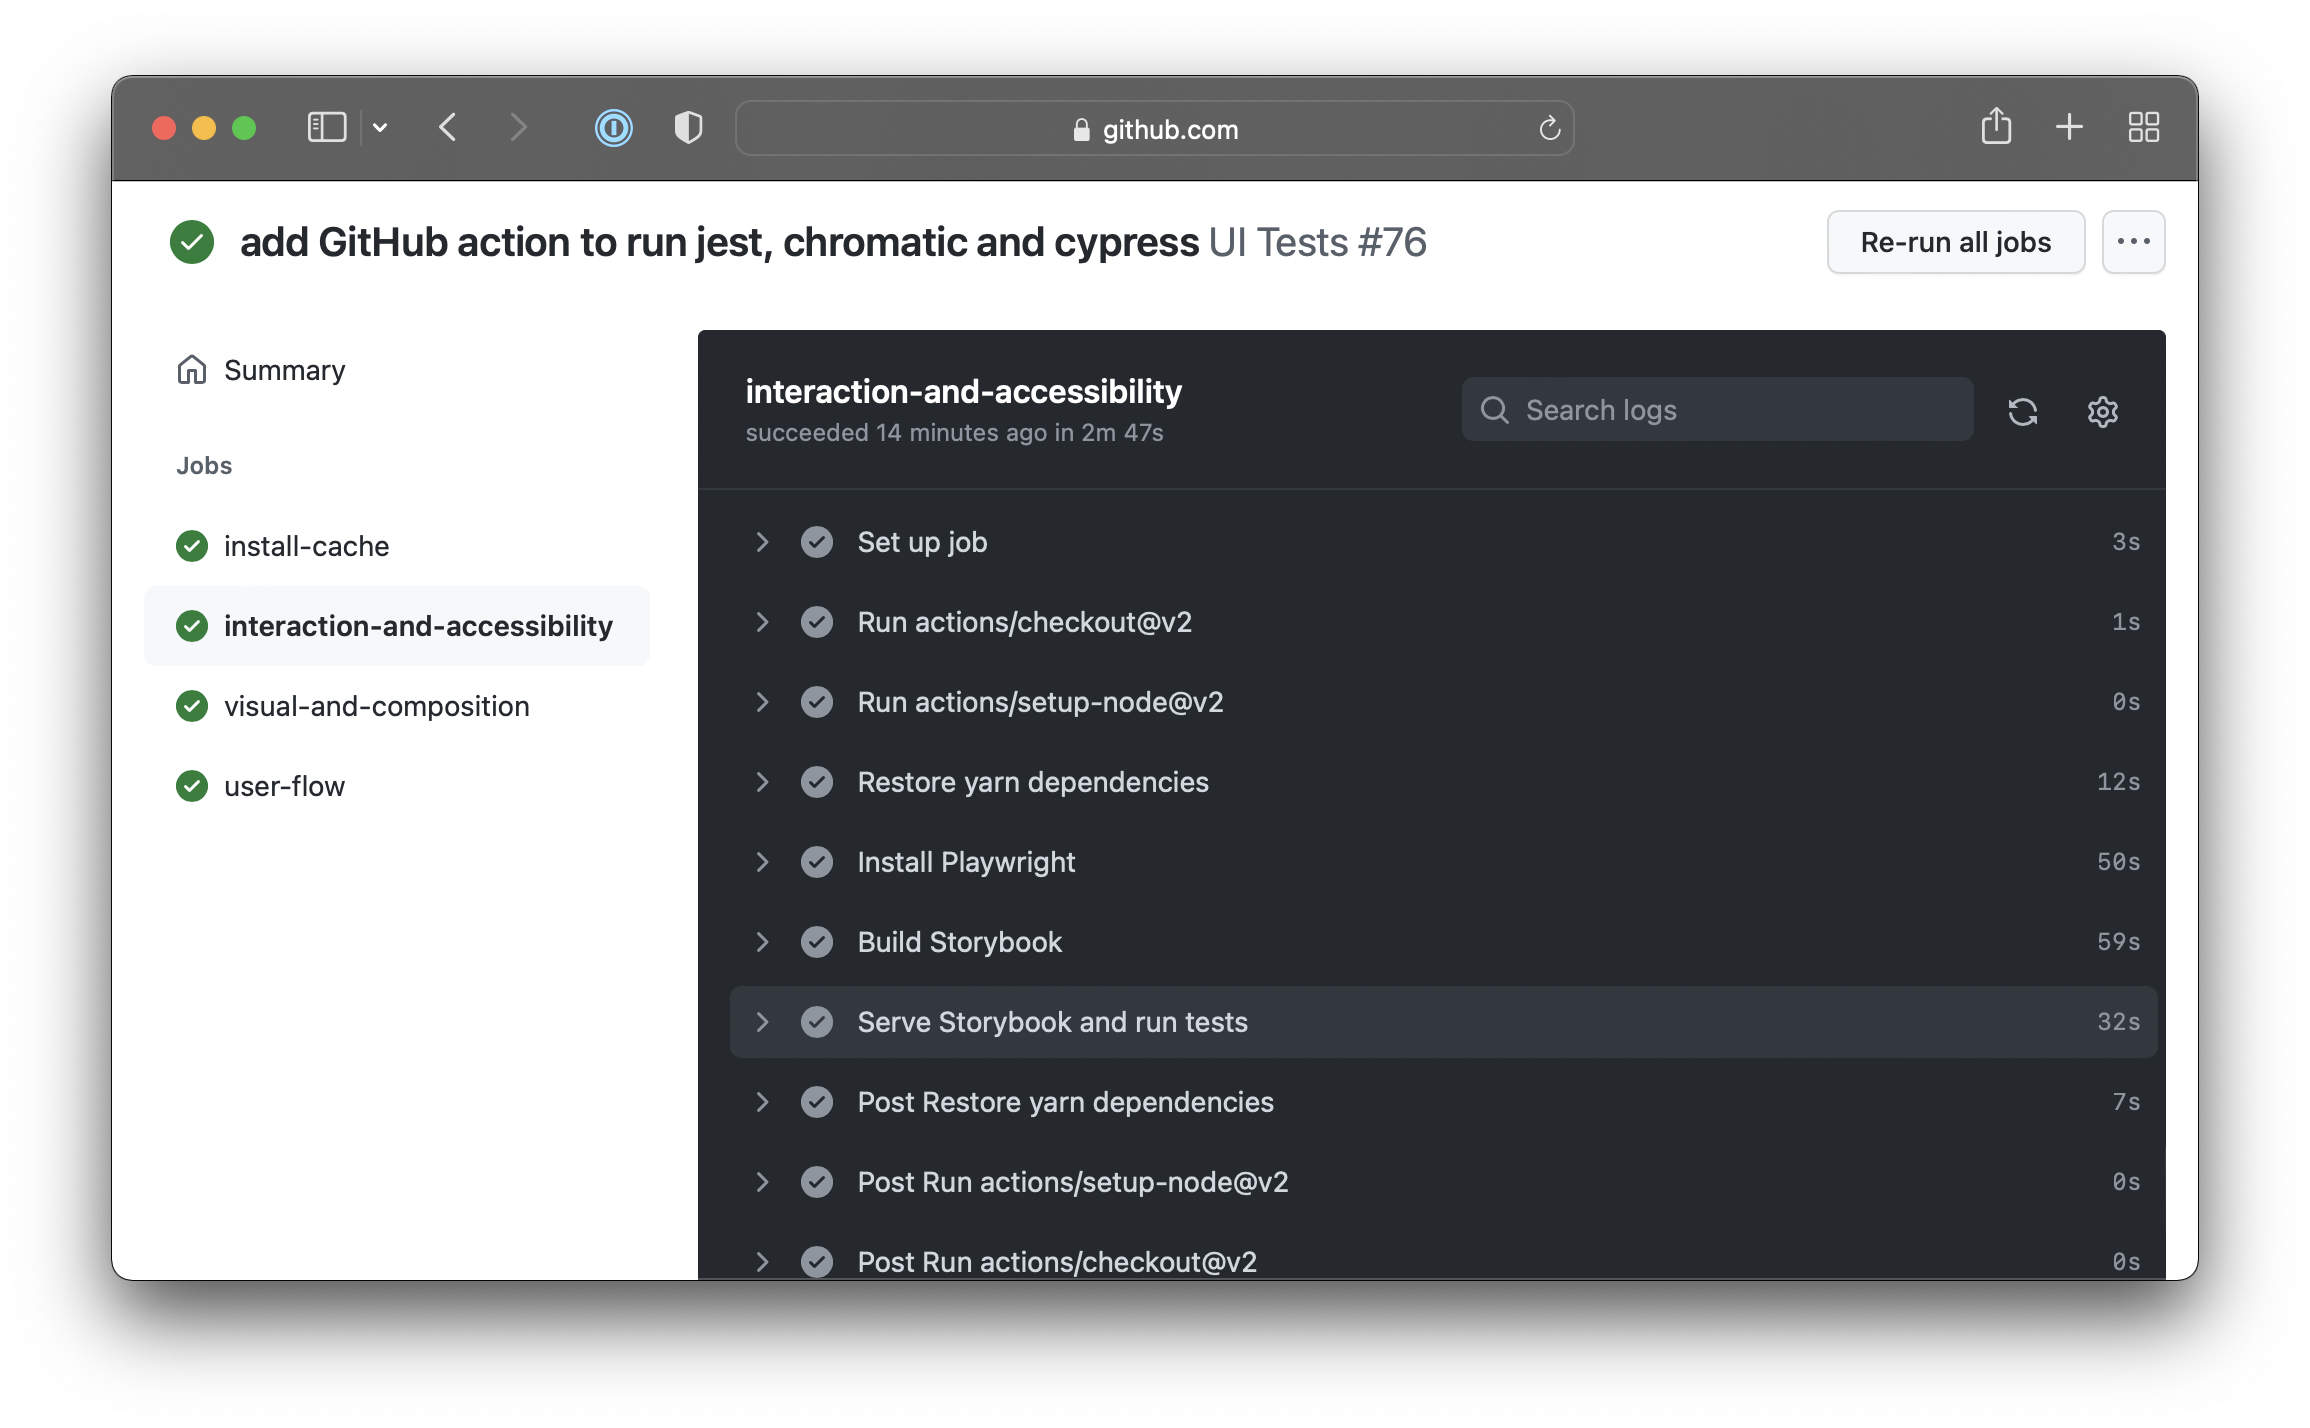 github.com
add GitHub action to run jest, chromatic and cypress UI Tests #76
Re-run all jobs
Summary
Jobs
install-cache
interaction-and-accessibility
visual-and-composition
user-flow
interaction-and-accessibility
succeeded 14 minutes ago in 2m 47s
Search logs
Set up job 3s
Run actions/checkout@v2 1s
Run actions/setup-node@v2 0s
Restore yarn dependencies 12s
Install Playwright 50s
Build Storybook 59s
Serve Storybook and run tests 32s
Post Restore yarn dependencies 7s
Post Run actions/setup-node@v2 0s
Post Run actions/checkout@v2 0s